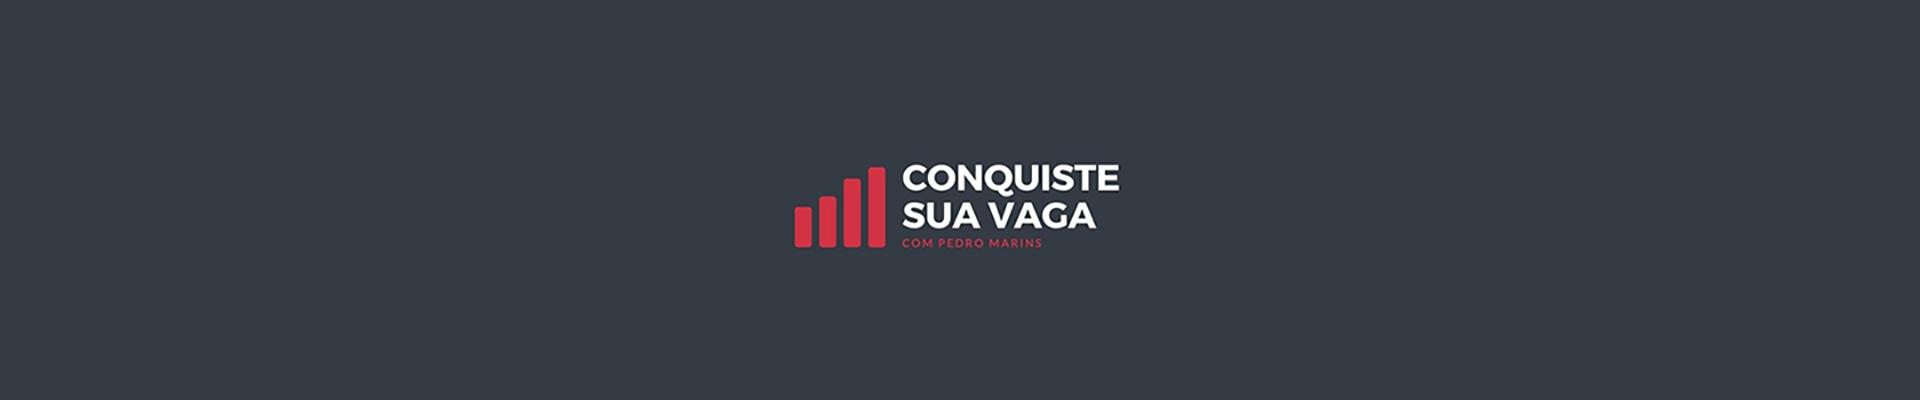 CONQUISTE
SUA VAGA
COM PEDRO MARINS